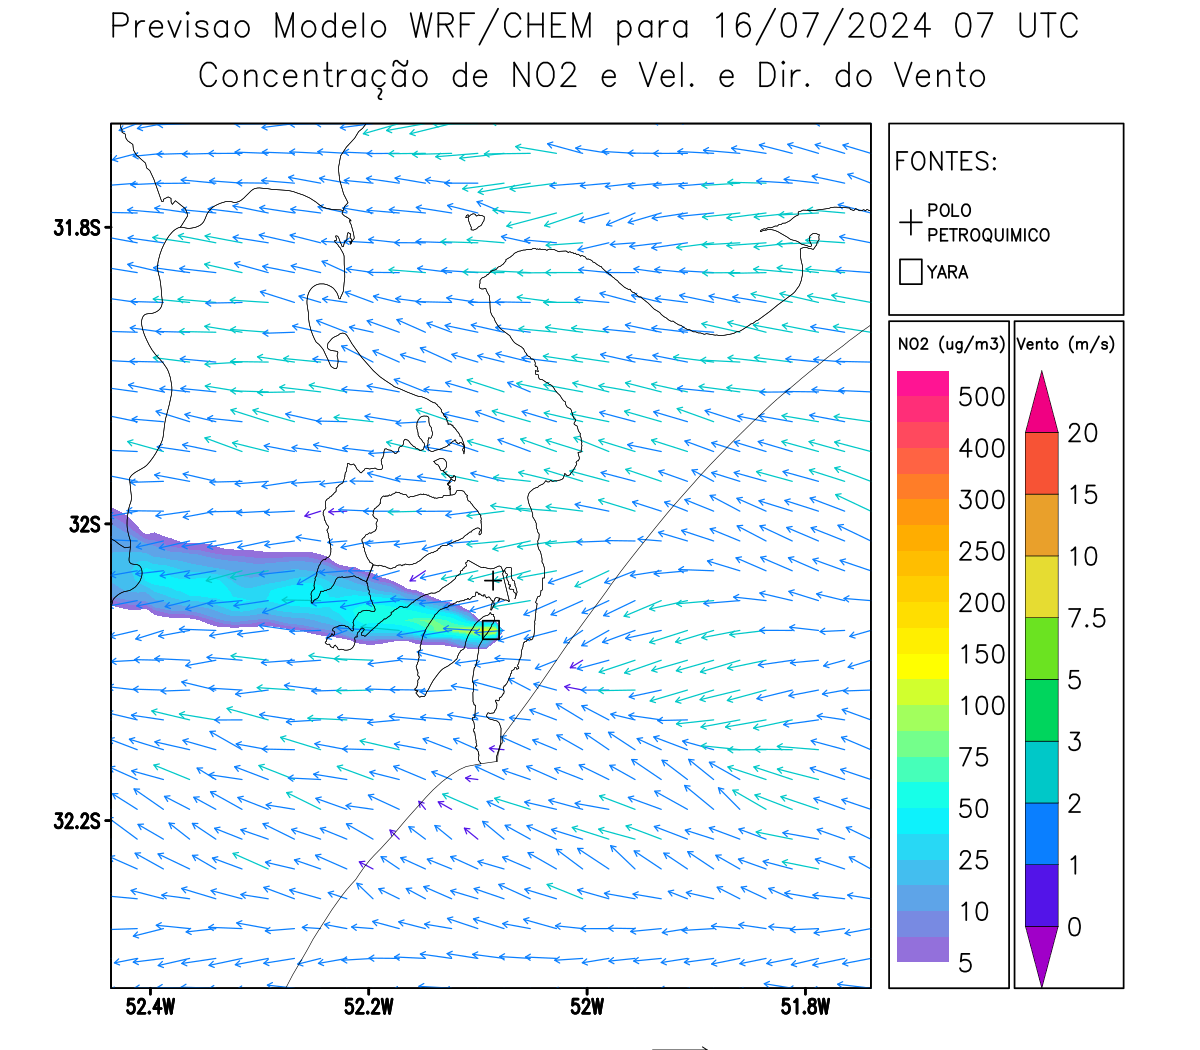 Previsao Modelo WRF/CHEM para 16/07/2024 07 UTC
Concentração de NO2 e Vel. e Dir. do Vento
FONTES:
POLO
PETROQUIMICO
YARA
31.8S
32S
32.2S
52.4W
52.2W
52W
51.8W
NO2 (ug/m3)
500
400
300
250
200
150
100
75
50
25
10
5
Vento (m/s)
20
15
10
7.5
5
3
2
1
0